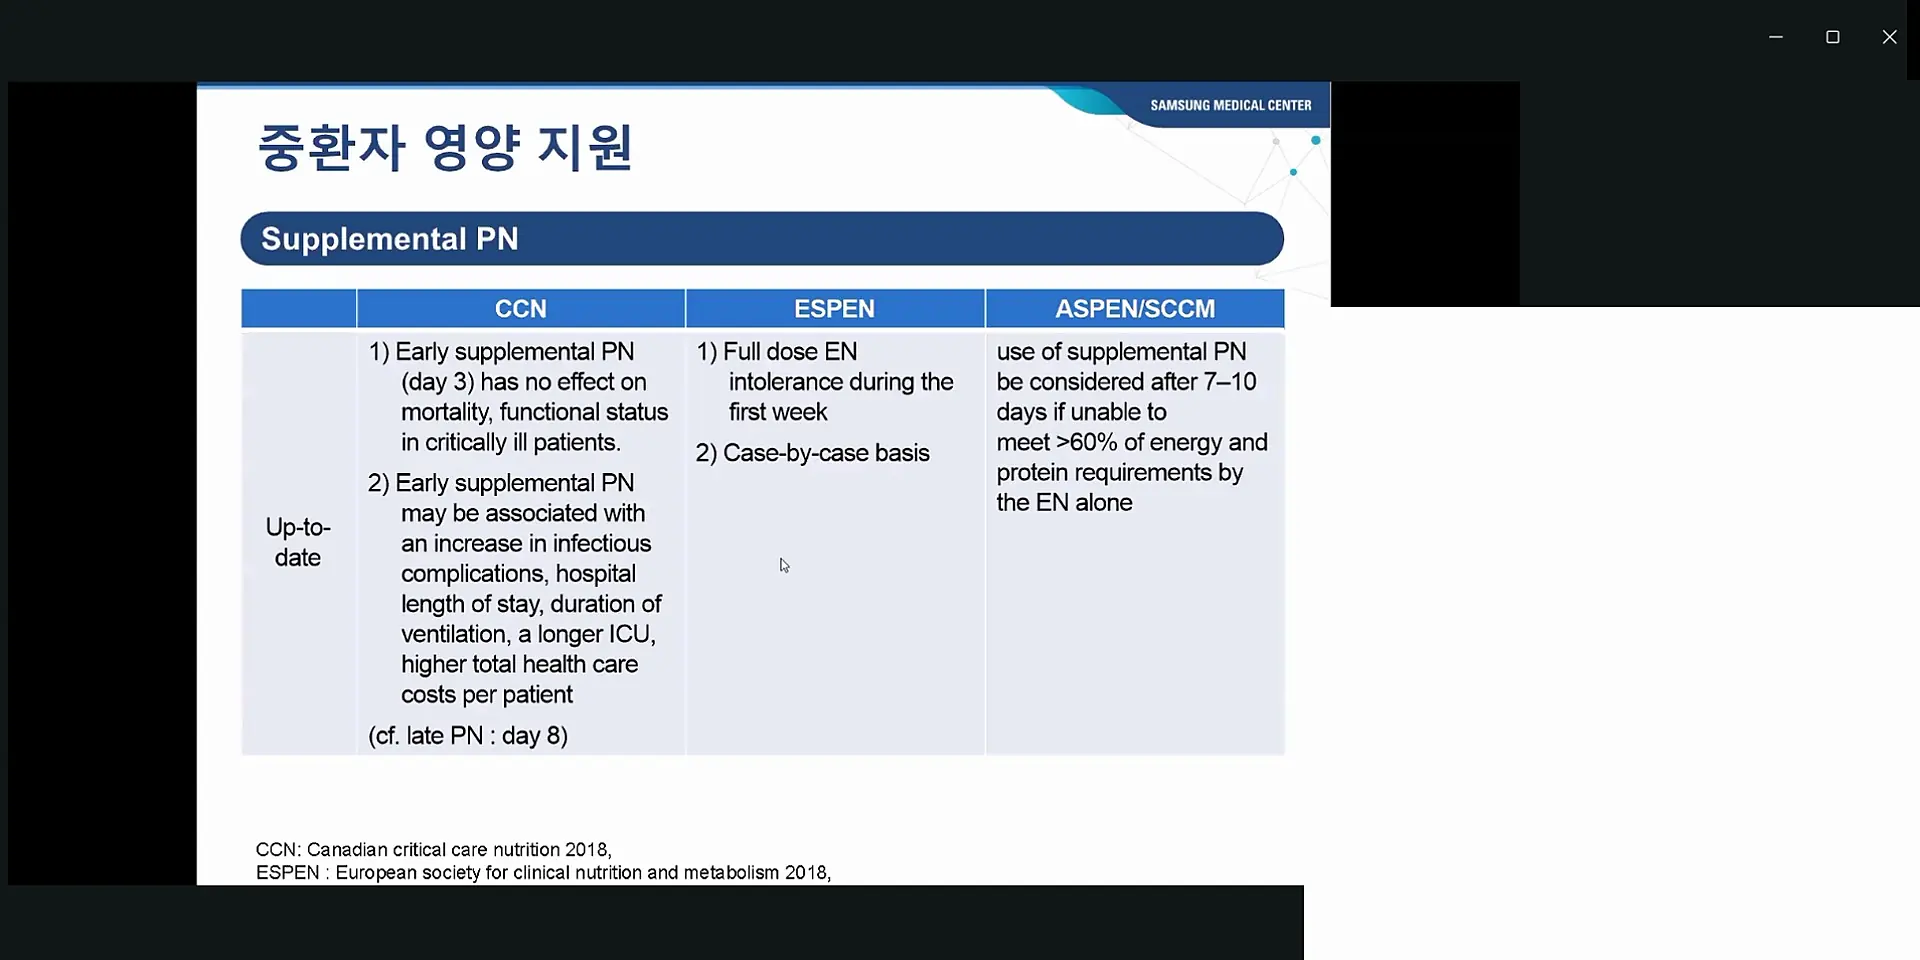 SAMSUNG MEDICAL CENTER
중환자 영양 지원
Supplemental PN
CCN
ESPEN
ASPEN/SCCM
Up-to-
date
1) Early supplemental PN
(day 3) has no effect on
mortality, functional status
in critically ill patients.
2) Early supplemental PN
may be associated with
an increase in infectious
complications, hospital
length of stay, duration of
ventilation, a longer ICU,
higher total health care
costs per patient
(cf. late PN : day 8)
1) Full dose EN
intolerance during the
first week
2) Case-by-case basis
use of supplemental PN
be considered after 7–10
days if unable to
meet >60% of energy and
protein requirements by
the EN alone
CCN: Canadian critical care nutrition 2018,
ESPEN : European society for clinical nutrition and metabolism 2018,